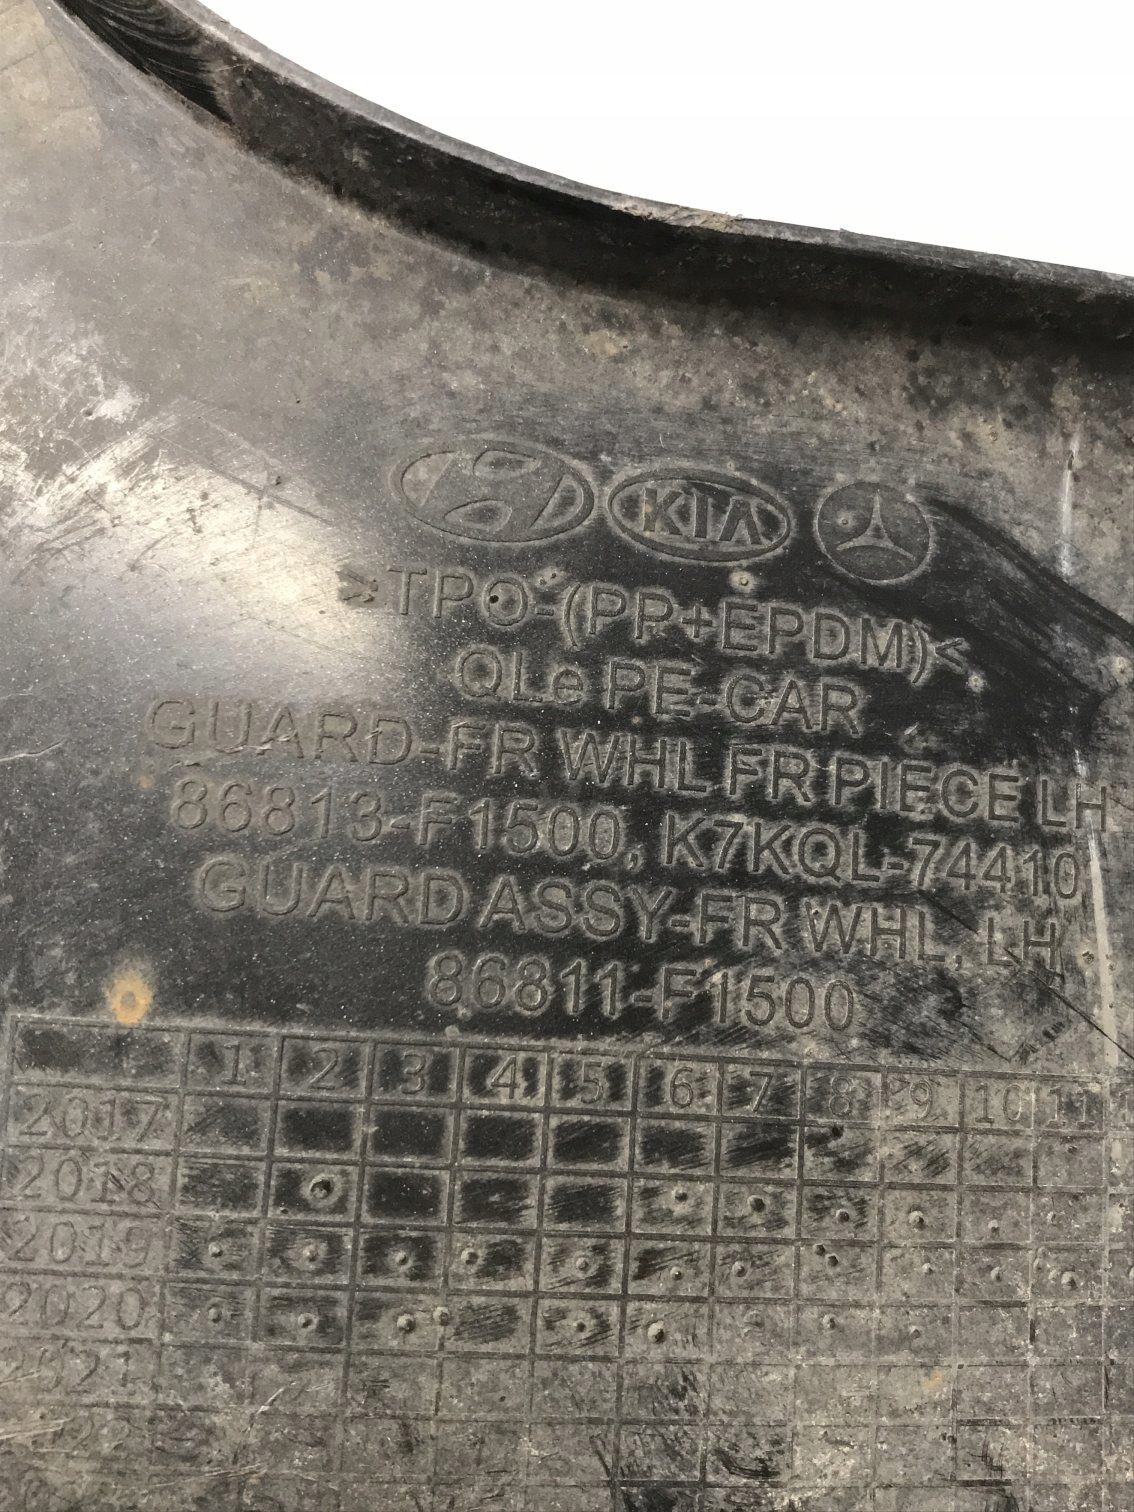 KIA
>TPO-(PP+EPDM)<
QLe PE-CAR
GUARD-FR WHL FR PIECE LH
86813-F1500, K7KQL-74410
GUARD ASSY-FR WHL, LH
86811-F1500
1 2 3 4 5 6 7 8 9 10 11
2017
2018
2019
2020
2021